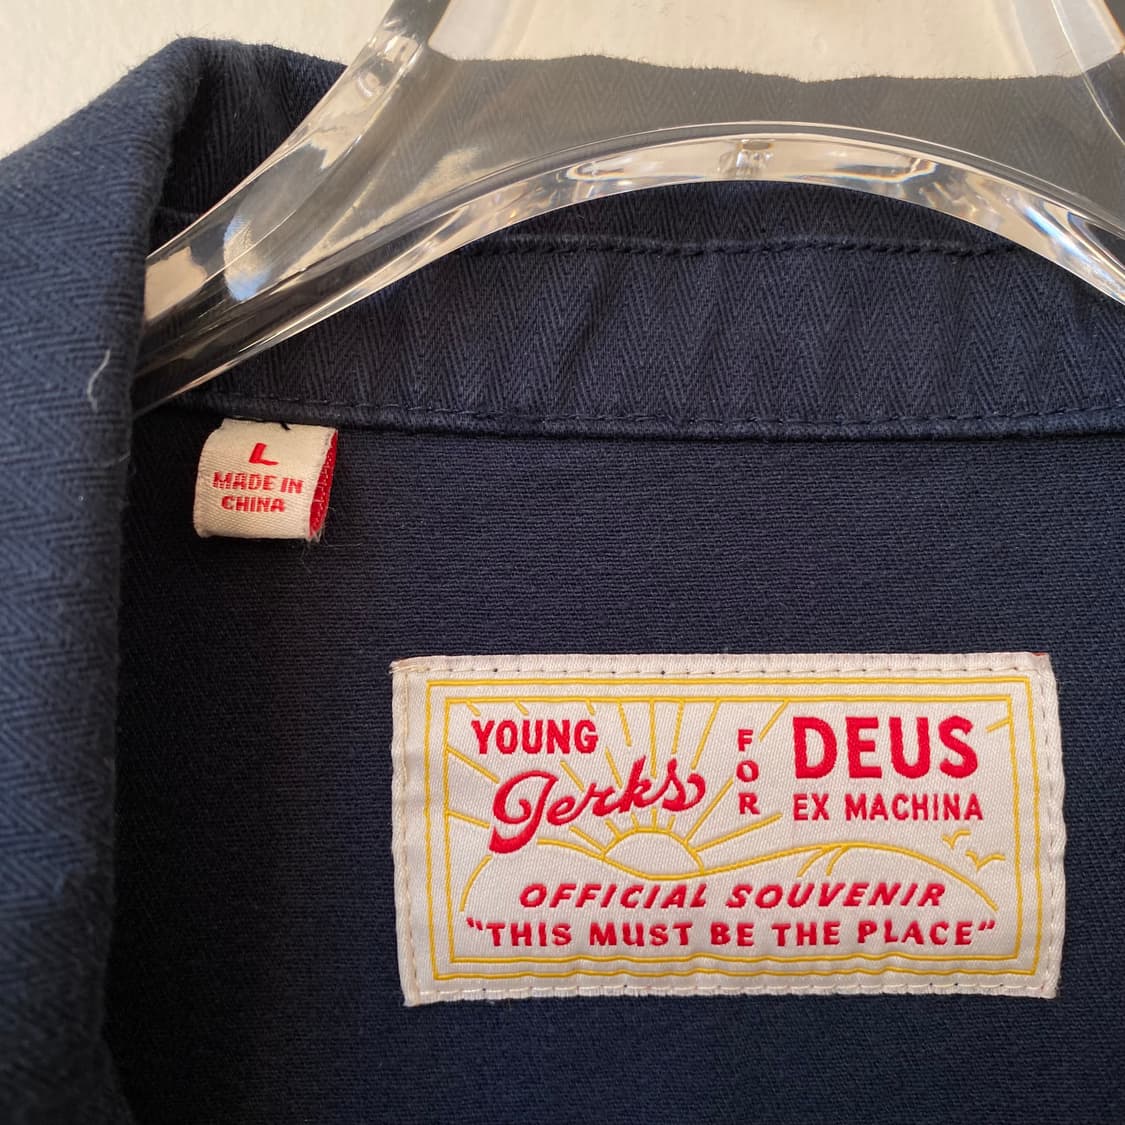 L
MADE IN
CHINA
YOUNG
Jerks
FOR
DEUS
EX MACHINA
OFFICIAL SOUVENIR
"THIS MUST BE THE PLACE"